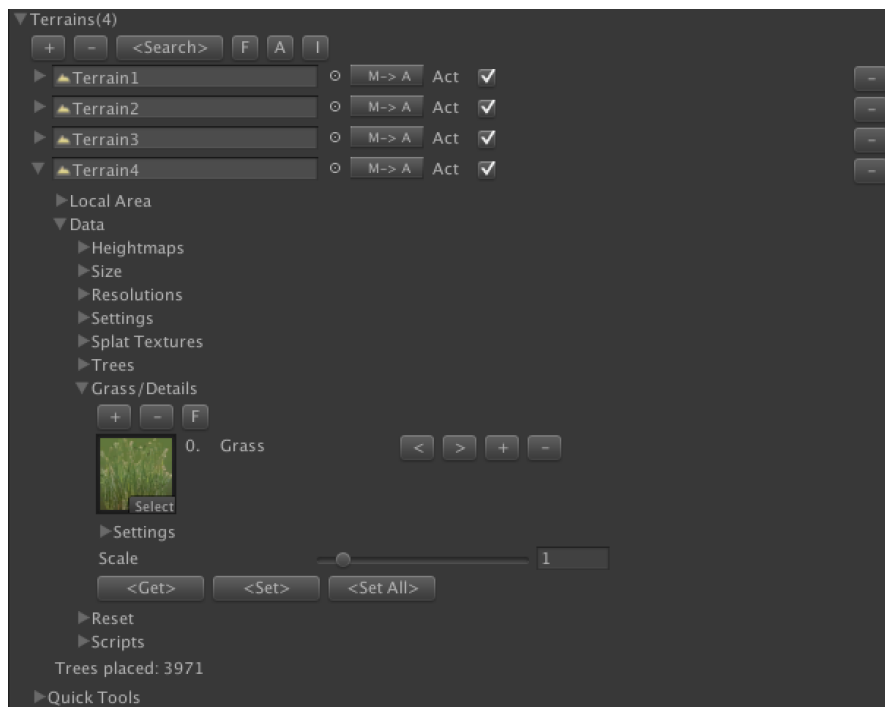 Terrains(4)
+ - <Search> F A I
Terrain1 M-> A Act -
Terrain2 M-> A Act -
Terrain3 M-> A Act -
Terrain4 M-> A Act -
Local Area
Data
Heightmaps
Size
Resolutions
Settings
Splat Textures
Trees
Grass/Details
+ - F
0. Grass < > + -
Select
Settings
Scale 1
<Get> <Set> <Set All>
Reset
Scripts
Trees placed: 3971
Quick Tools